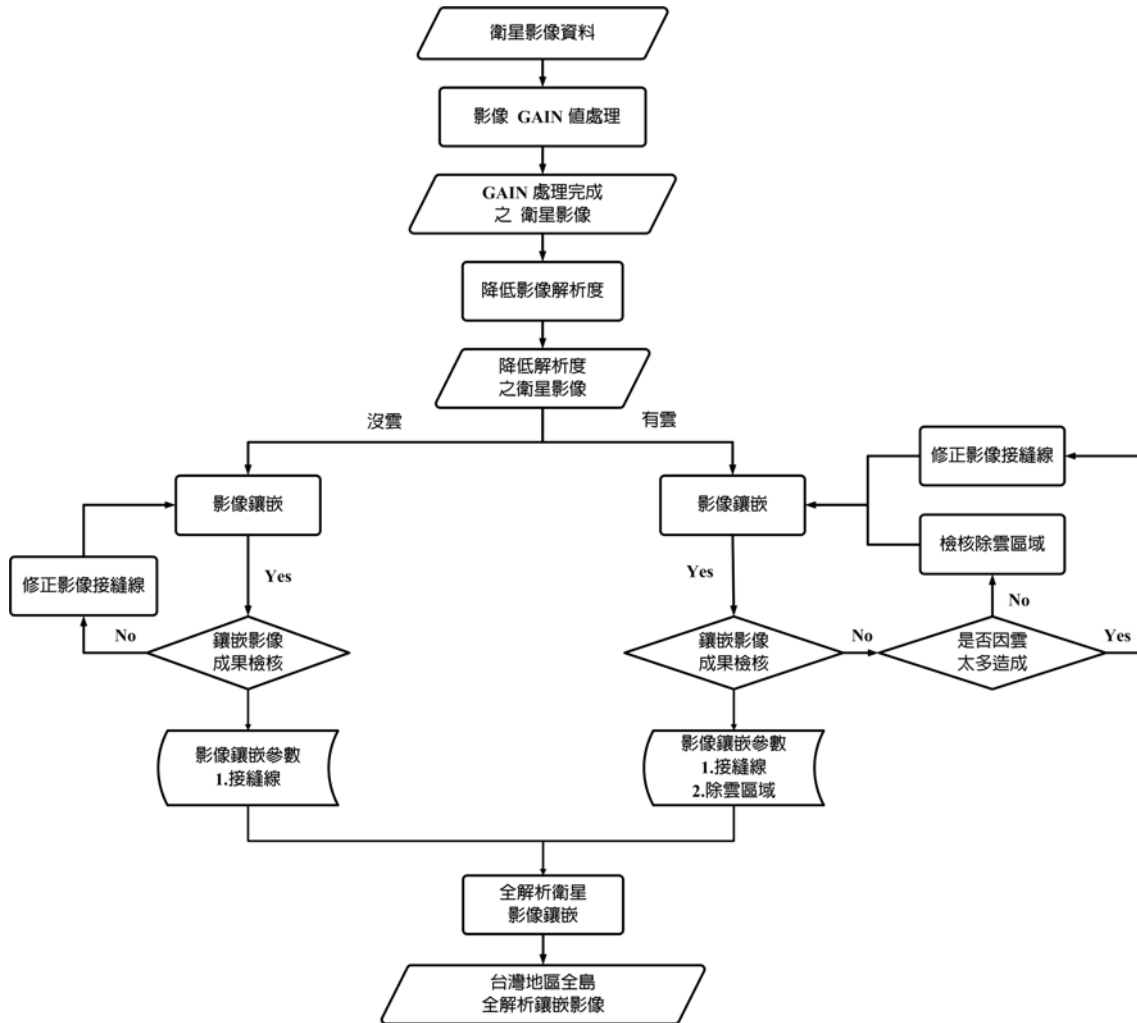 衛星影像資料
影像 GAIN 值處理
GAIN 處理完成
之 衛星影像
降低影像解析度
降低解析度
之衛星影像
沒雲
有雲
影像鑲嵌
修正影像接縫線
Yes
No
鑲嵌影像
成果檢核
影像鑲嵌參數
1.接縫線
影像鑲嵌
修正影像接縫線
檢核除雲區域
Yes
No
鑲嵌影像
成果檢核
No
是否因雲
太多造成
Yes
影像鑲嵌參數
1.接縫線
2.除雲區域
全解析衛星
影像鑲嵌
台灣地區全島
全解析鑲嵌影像